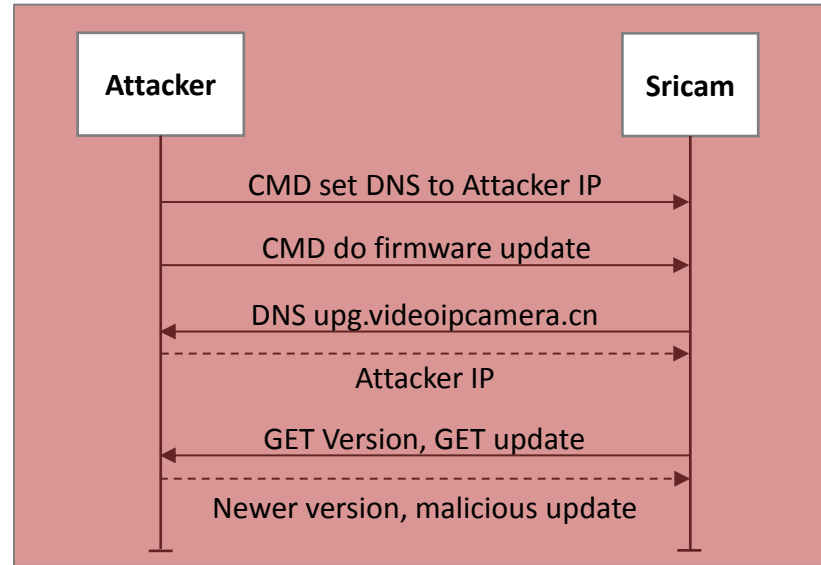 Attacker
Sricam
CMD set DNS to Attacker IP
CMD do firmware update
DNS upg.videoipcamera.cn
Attacker IP
GET Version, GET update
Newer version, malicious update